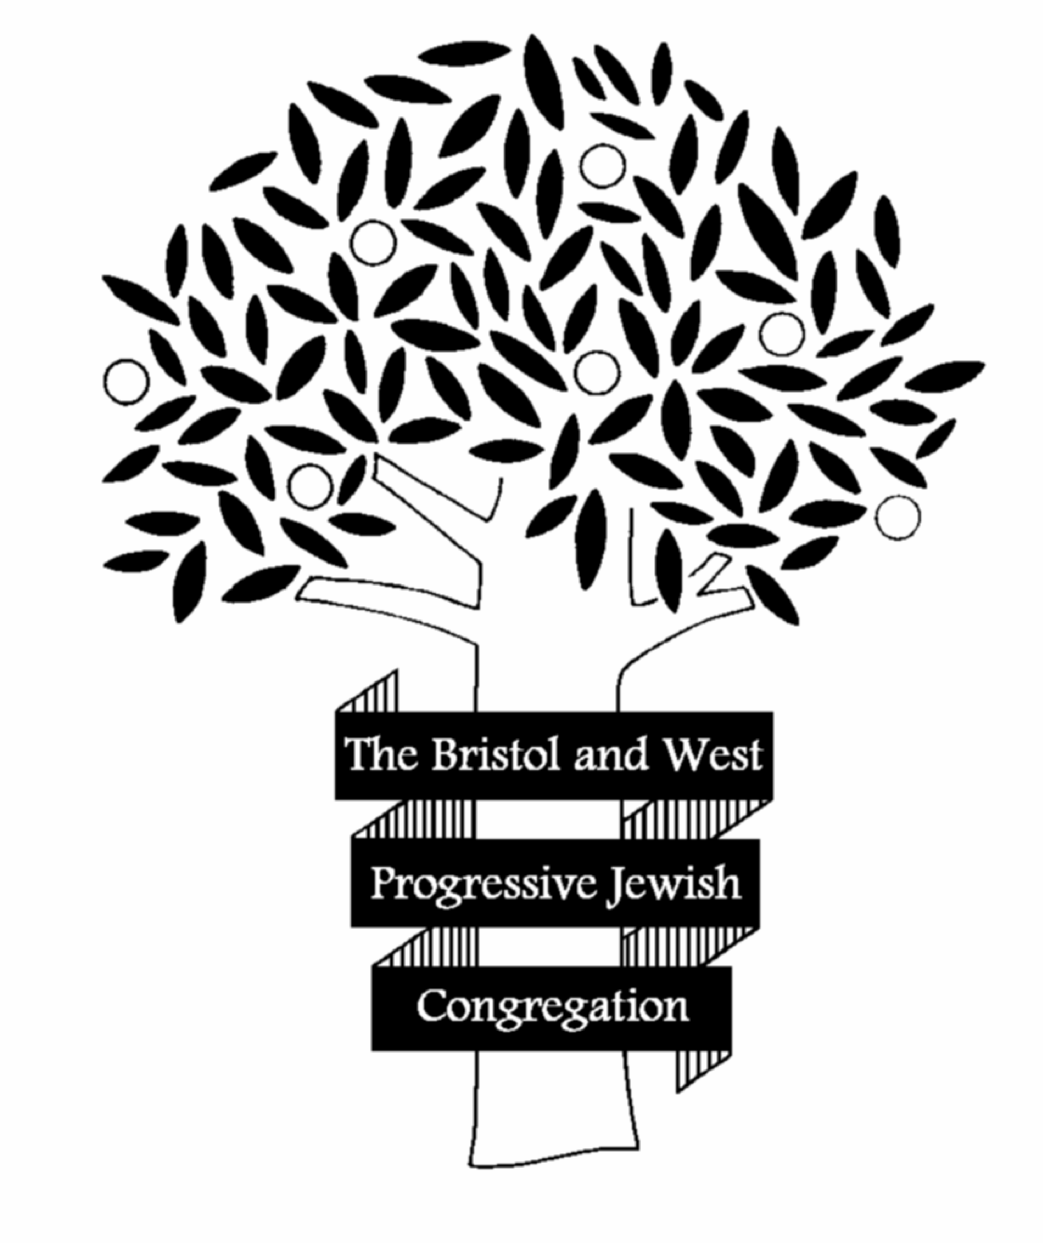 The Bristol and West
Progressive Jewish
Congregation